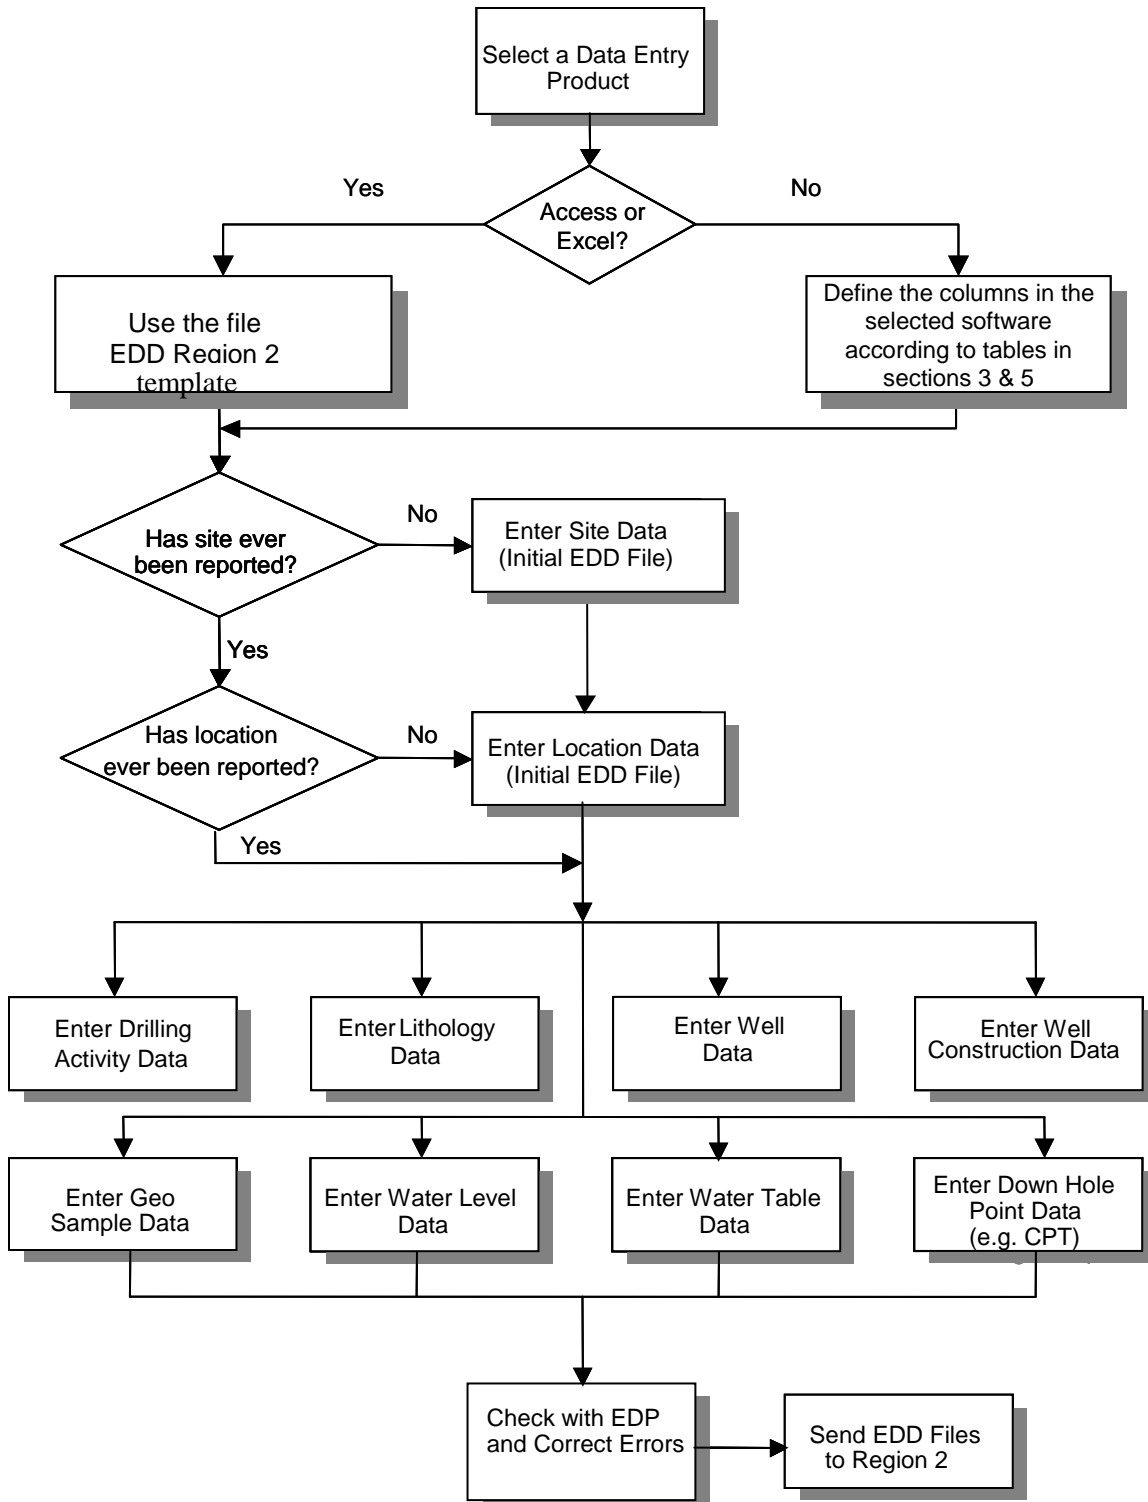 Select a Data Entry
Product
Yes
No
Access or
Excel?
Use the file
EDD Region 2
template
Define the columns in the
selected software
according to tables in
sections 3 & 5
Has site ever
been reported?
No
Enter Site Data
(Initial EDD File)
Yes
Has location
ever been reported?
No
Enter Location Data
(Initial EDD File)
Yes
Enter Drilling
Activity Data
Enter Lithology
Data
Enter Well
Data
Enter Well
Construction Data
Enter Geo
Sample Data
Enter Water Level
Data
Enter Water Table
Data
Enter Down Hole
Point Data
(e.g. CPT)
Check with EDP
and Correct Errors
Send EDD Files
to Region 2